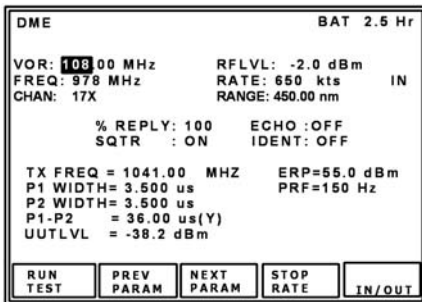 DME BAT 2.5 Hr
VOR: 108.00 MHz RFLVL: -2.0 dBm
FREQ: 978 MHz RATE: 650 kts IN
CHAN: 17X RANGE: 450.00 nm
% REPLY: 100 ECHO :OFF
SQTR : ON IDENT: OFF
TX FREQ = 1041.00 MHZ ERP=55.0 dBm
P1 WIDTH= 3.500 us PRF=150 Hz
P2 WIDTH= 3.500 us
P1-P2 = 36.00 us(Y)
UUTLVL = -38.2 dBm
RUN TEST PREV PARAM NEXT PARAM STOP RATE IN/OUT